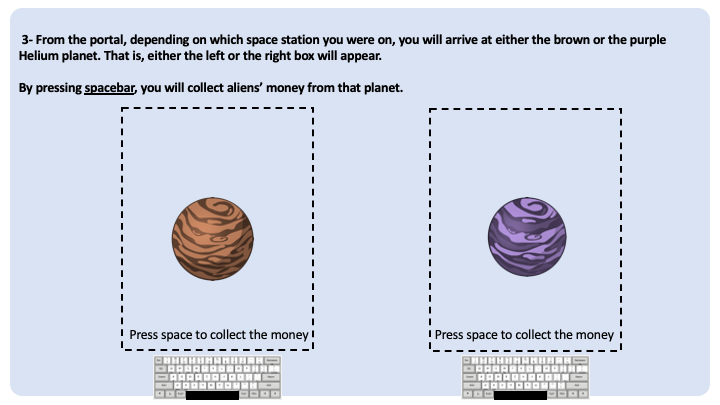 3- From the portal, depending on which space station you were on, you will arrive at either the brown or the purple
Helium planet. That is, either the left or the right box will appear.
By pressing spacebar, you will collect aliens’ money from that planet.
Press space to collect the money
Press space to collect the money